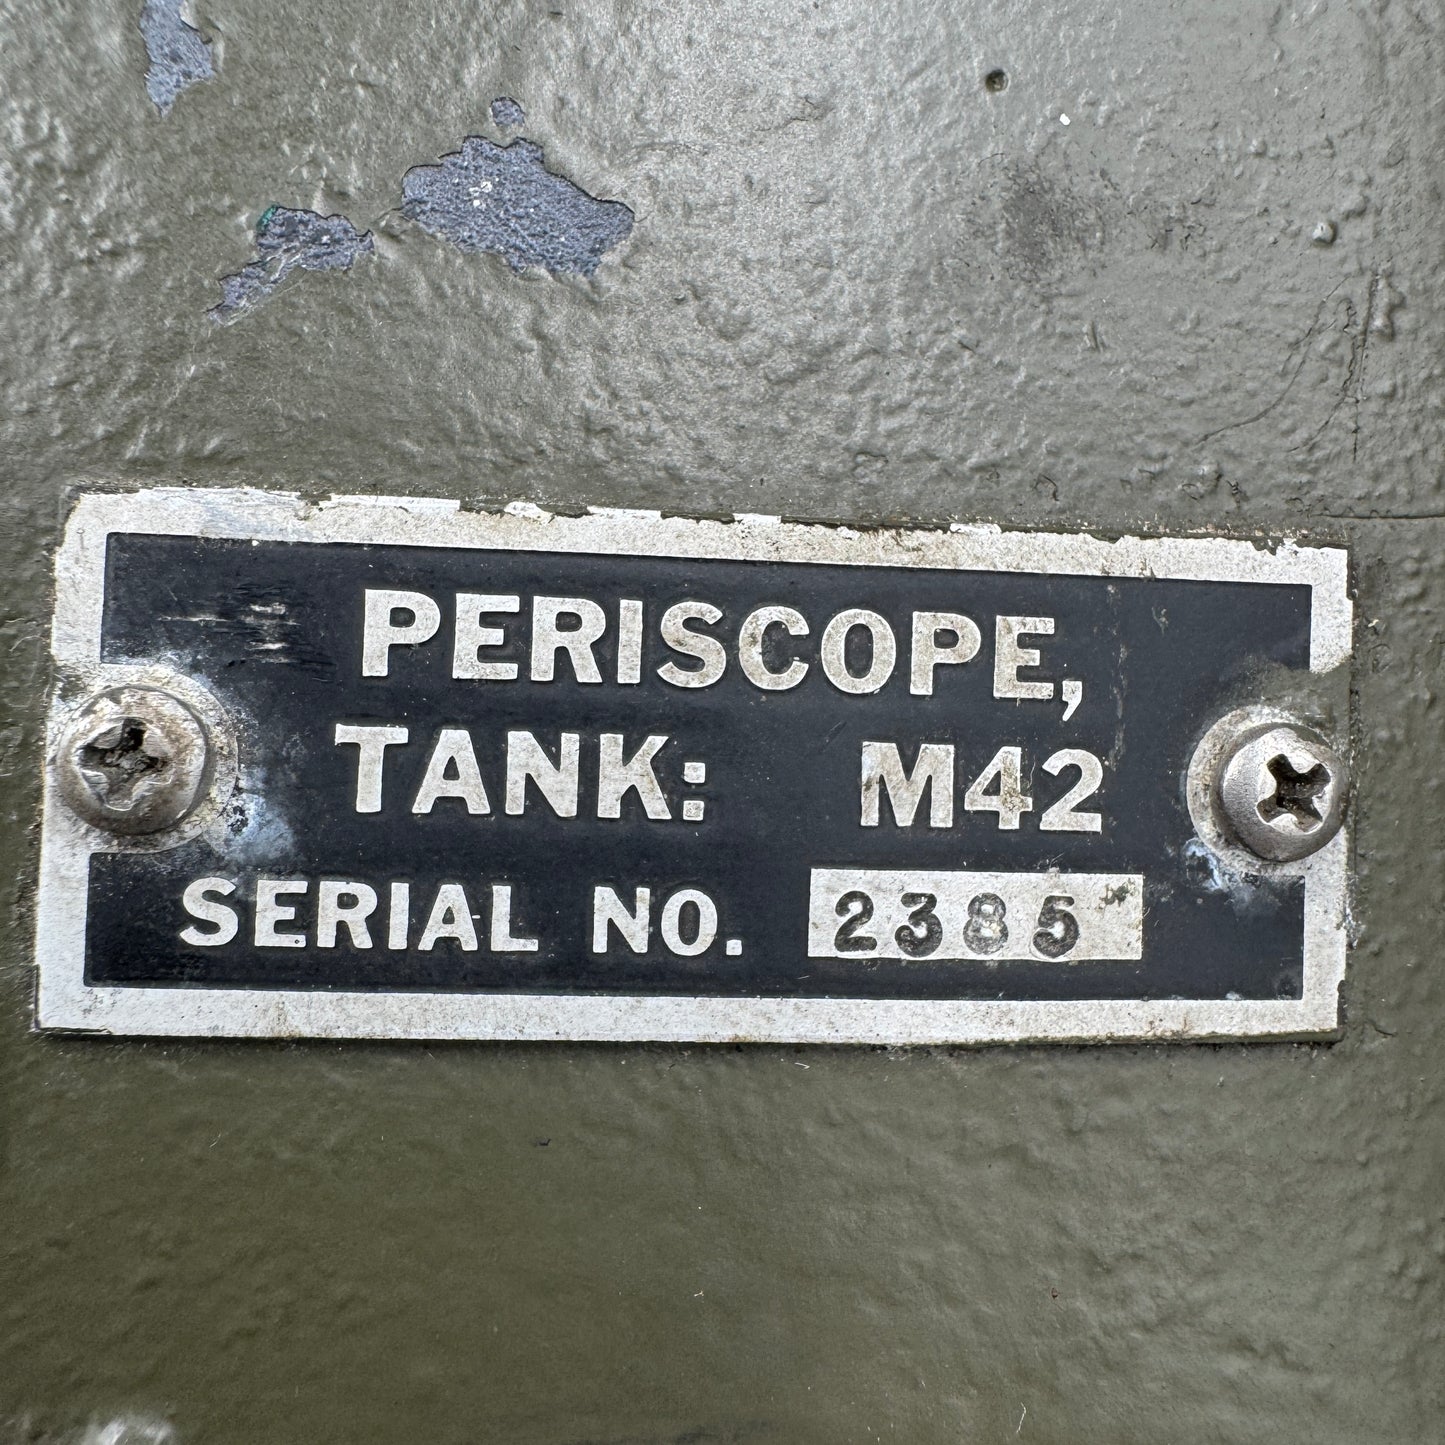 PERISCOPE,
TANK: M42
SERIAL NO. 2385